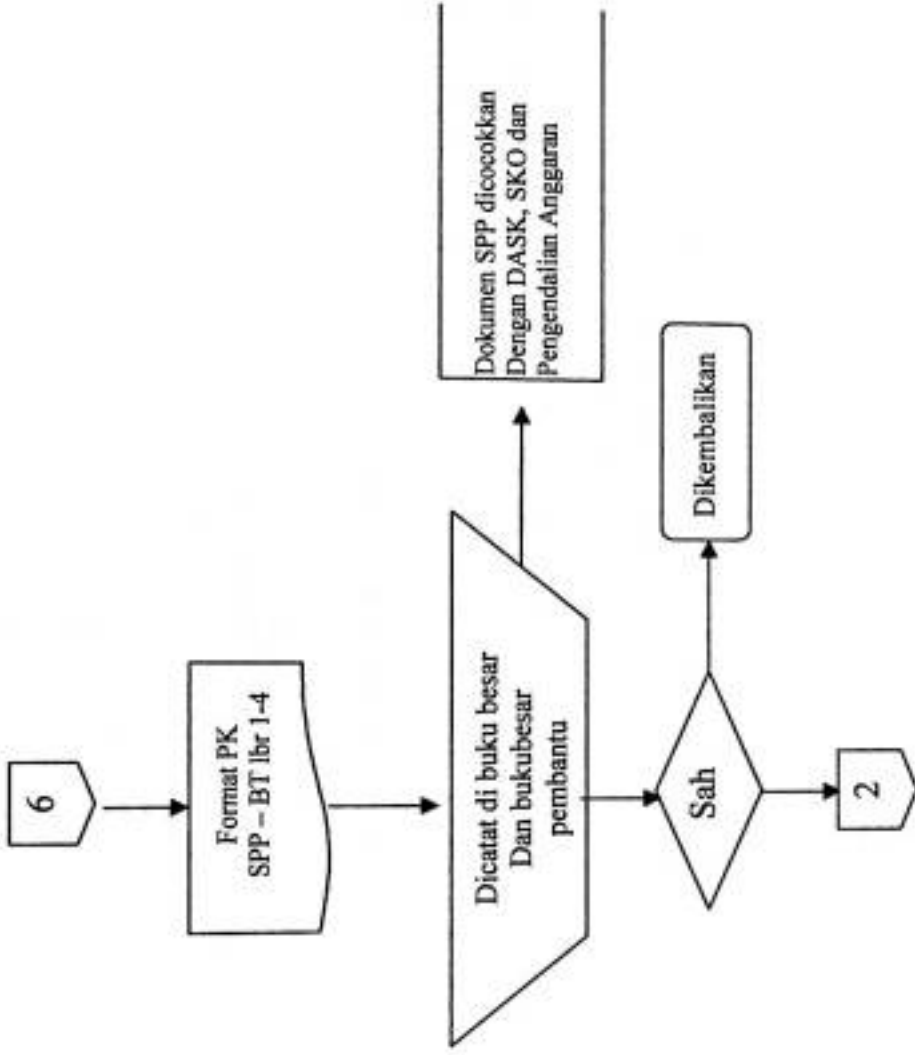 6
Format PK
SPP – BT lbr 1-4
Dicatat di buku besar
Dan bukubesar
pembantu
Dokumen SPP dicocokkan
Dengan DASK, SKO dan
Pengendalian Anggaran
Sah
Dikembalikan
2